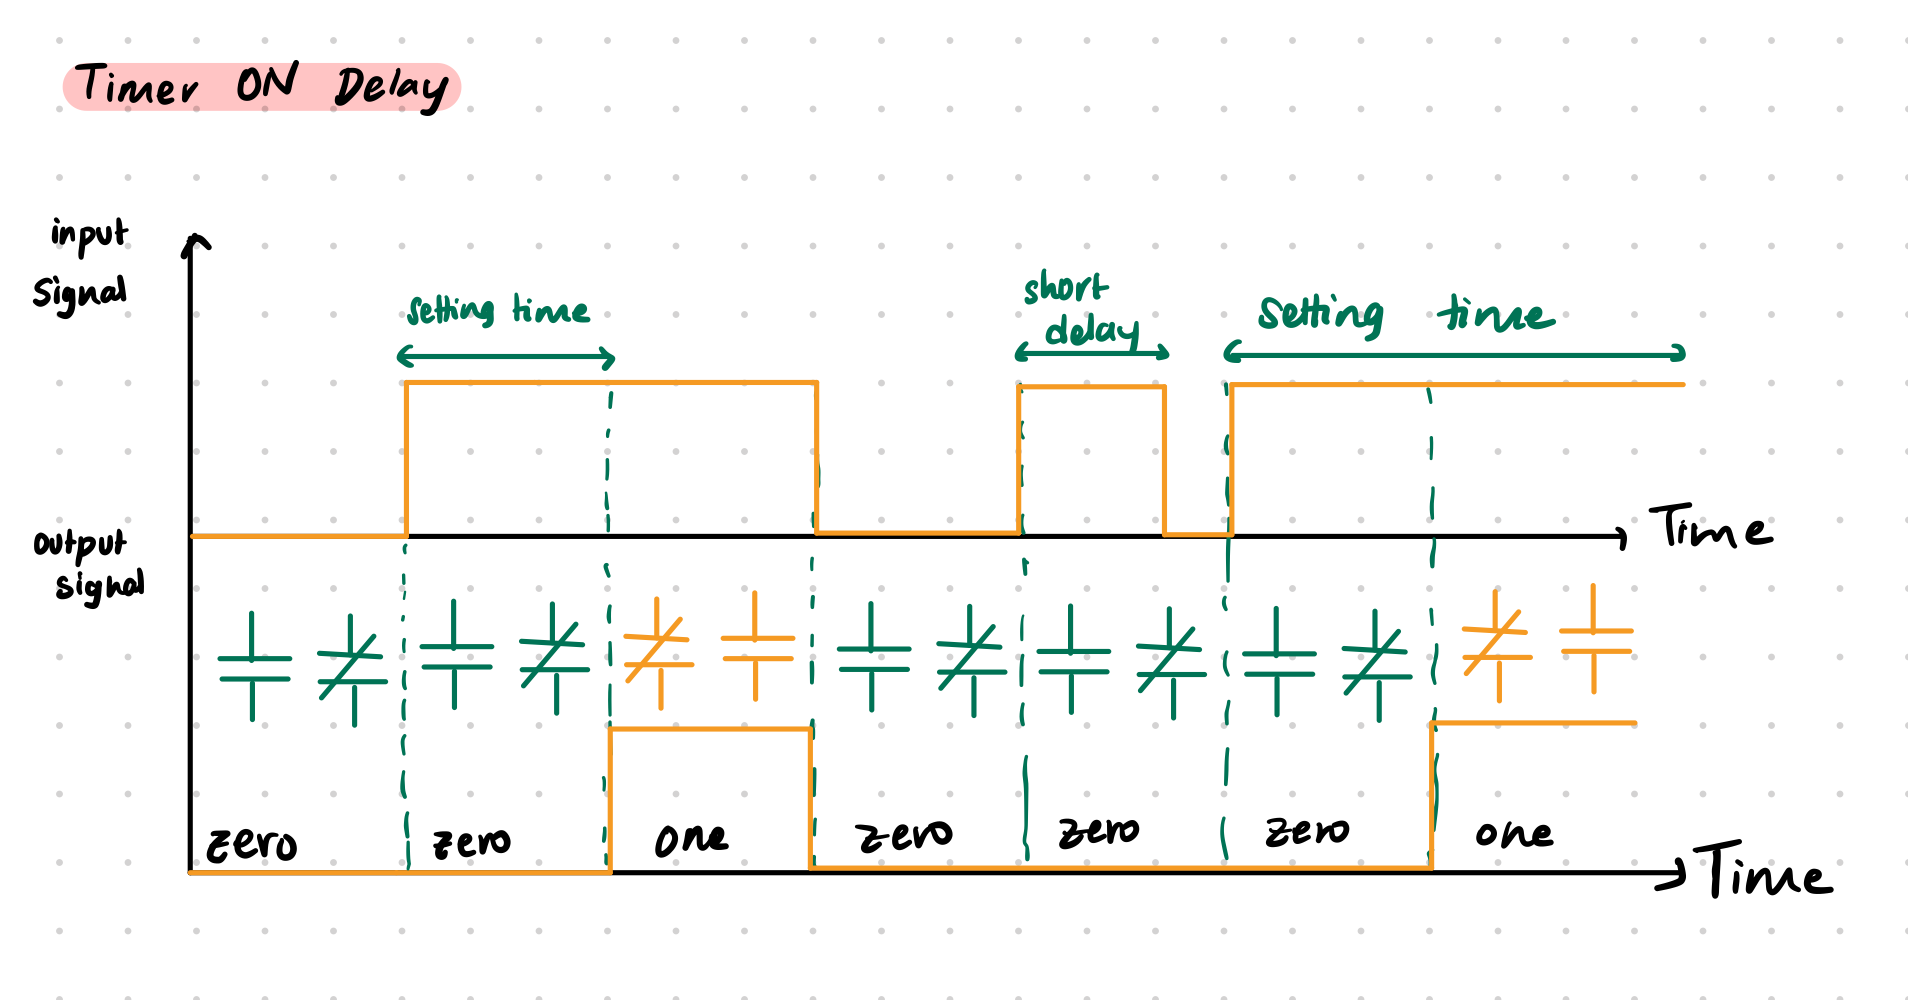 Timer ON Delay
input
Signal
setting time
short
delay
setting time
Time
output
signal
zero
zero
one
zero
zero
zero
one
Time